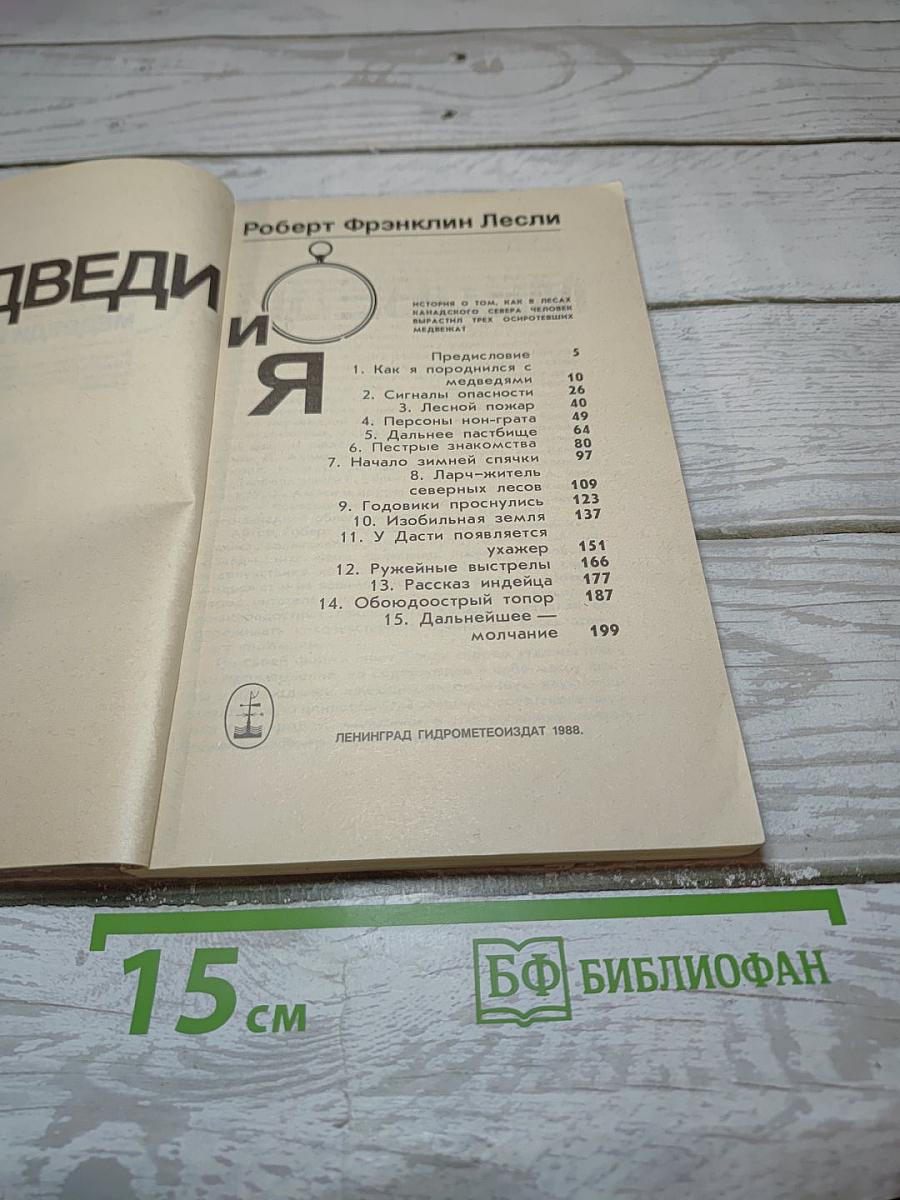 Роберт Фрэнклин Лесли
ДВЕДИ
и
Я
ИСТОРИЯ О ТОМ, КАК В ЛЕСАХ
КАНАДСКОГО СЕВЕРА ЧЕЛОВЕК
ВЫРАСТИЛ ТРЕХ ОСИРОТЕВШИХ
МЕДВЕЖАТ
Предисловие 5
1. Как я породнился с
медведями 10
2. Сигналы опасности 26
3. Лесной пожар 40
4. Персоны нон-грата 49
5. Дальнее пастбище 64
6. Пестрые знакомства 80
7. Начало зимней спячки 97
8. Ларч-житель
северных лесов 109
9. Годовики проснулись 123
10. Изобильная земля 137
11. У Дасти появляется
ухажер 151
12. Ружейные выстрелы 166
13. Рассказ индейца 177
14. Обоюдоострый топор 187
15. Дальнейшее —
молчание 199
ЛЕНИНГРАД ГИДРОМЕТЕОИЗДАТ 1988.
15 см
БФ БИБЛИОФАН